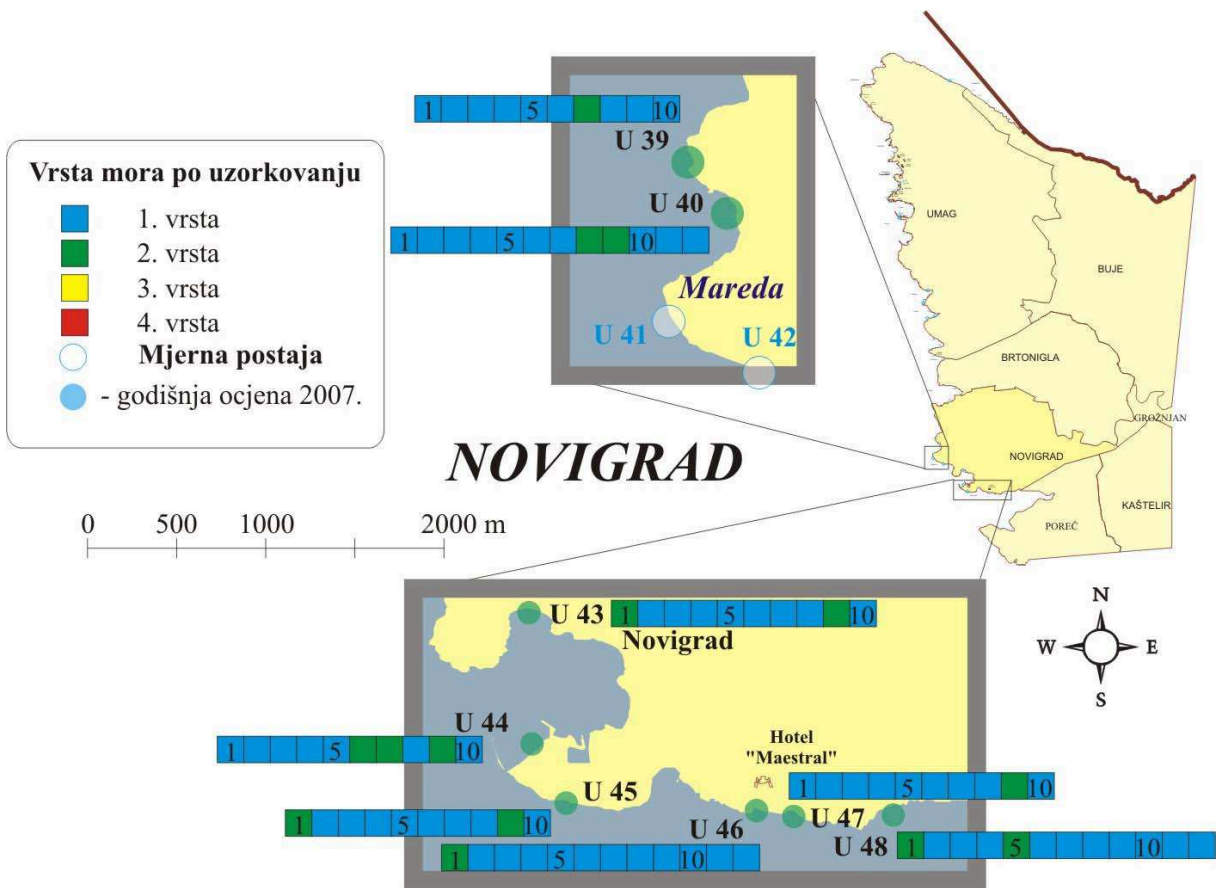 1 5 10
U 39
U 40
1 5 10
Mareda
U 41
U 42
Vrsta mora po uzorkovanju
1. vrsta
2. vrsta
3. vrsta
4. vrsta
Mjerna postaja
- godišnja ocjena 2007.
NOVIGRAD
0 500 1000 2000 m
UMAG
BUJE
BRTONIGLA
GROŽNJAN
NOVIGRAD
KAŠTELIR
POREČ
N
W E
S
U 43
1 5 10
Novigrad
U 44
1 5 10
Hotel
"Maestral"
U 45
1 5 10
1 5 10
U 46
U 47
1 5 10
U 48
1 5 10